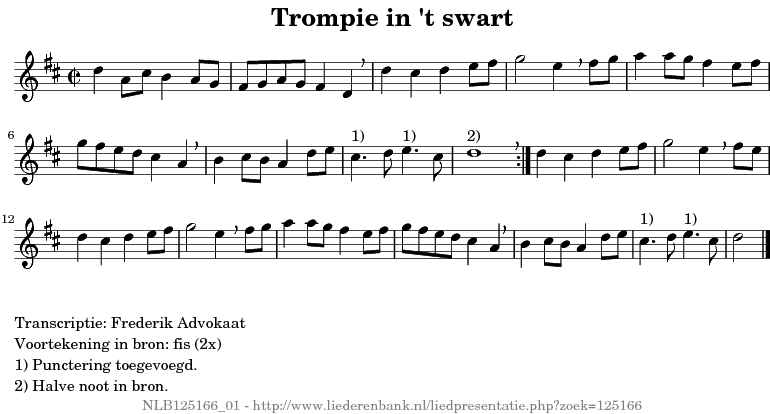 Trompie in 't swart
6
1) 1) 2)
12
1) 1)
Transcriptie: Frederik Advokaat
Voortekening in bron: fis (2x)
1) Punctering toegevoegd.
2) Halve noot in bron.
NLB125166_01 - http://www.liederenbank.nl/liedpresentatie.php?zoek=125166